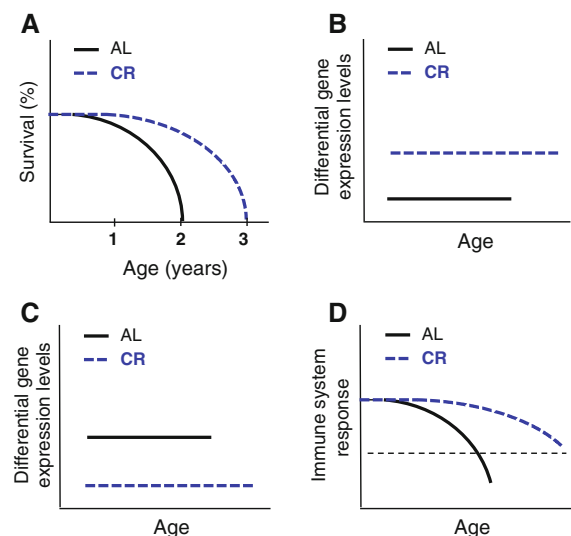 A
AL
CR
Survival (%)
1
2
3
Age (years)
B
AL
CR
Differential gene
expression levels
Age
C
AL
CR
Differential gene
expression levels
Age
D
AL
CR
Immune system
response
Age